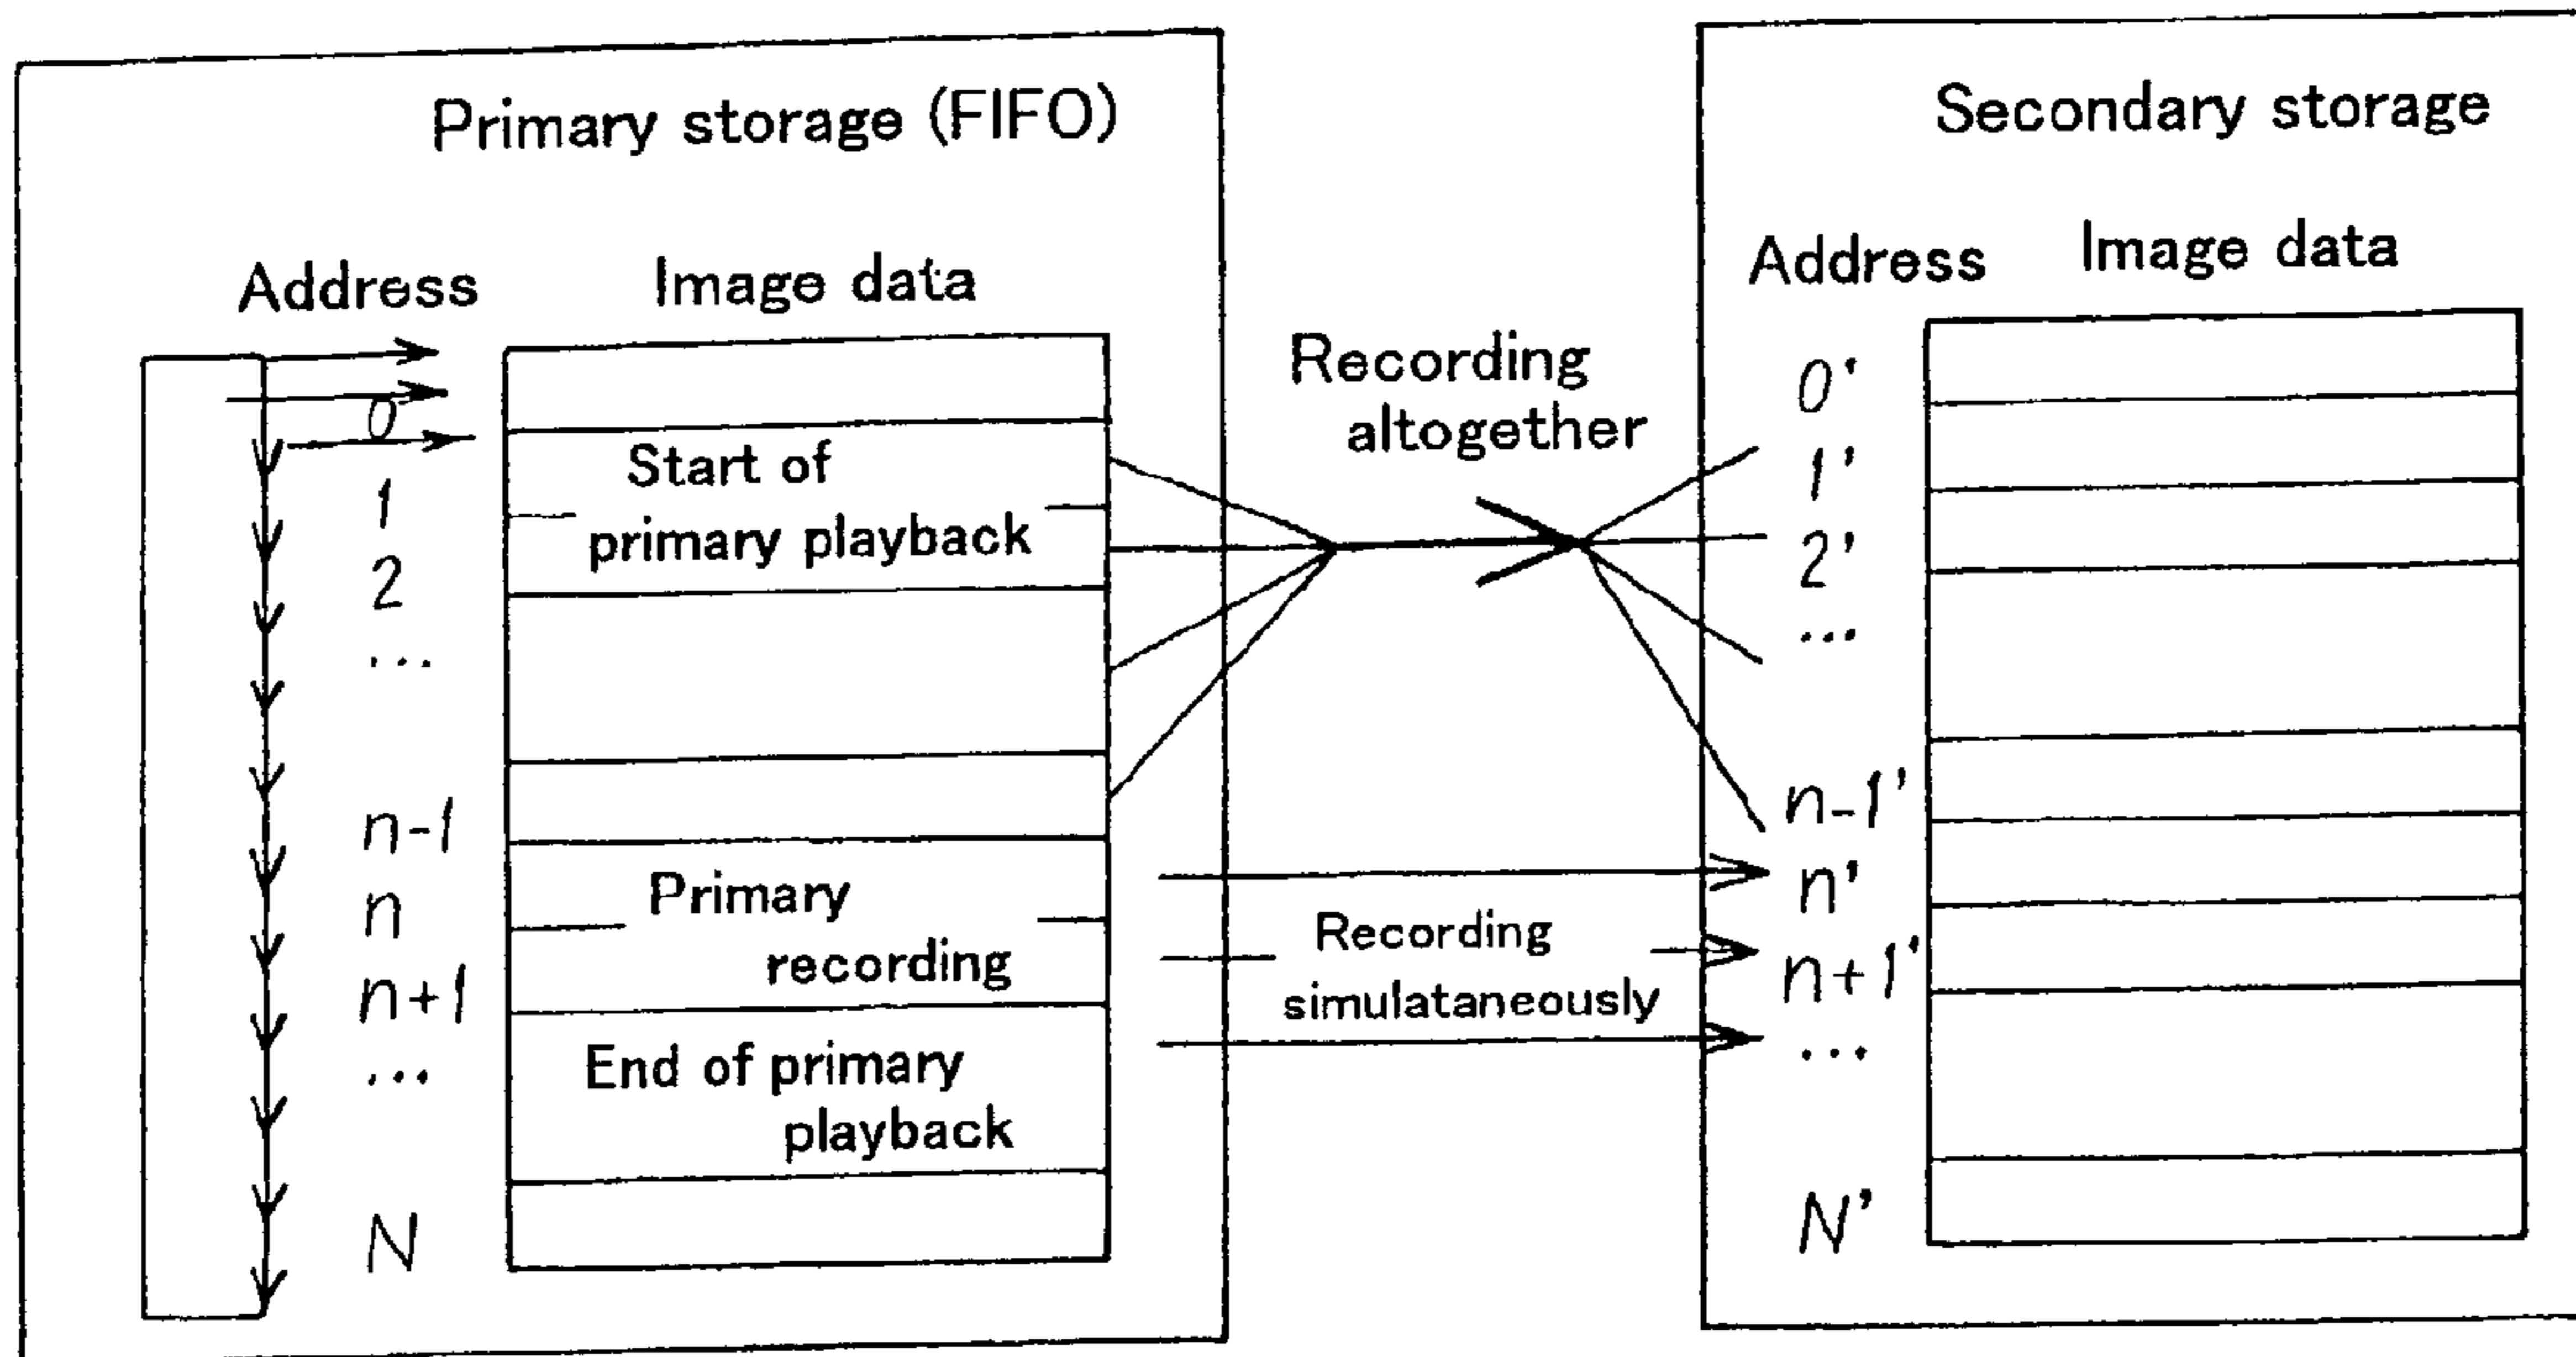 Primary storage (FIFO)
Address
Image data
0
1
2
...
n-1
n
n+1
...
N
Start of
primary playback
Primary
recording
End of primary
playback
Recording
altogether
Recording
simulataneously
Secondary storage
Address
Image data
0'
1'
2'
...
n-1'
n'
n+1'
...
N'